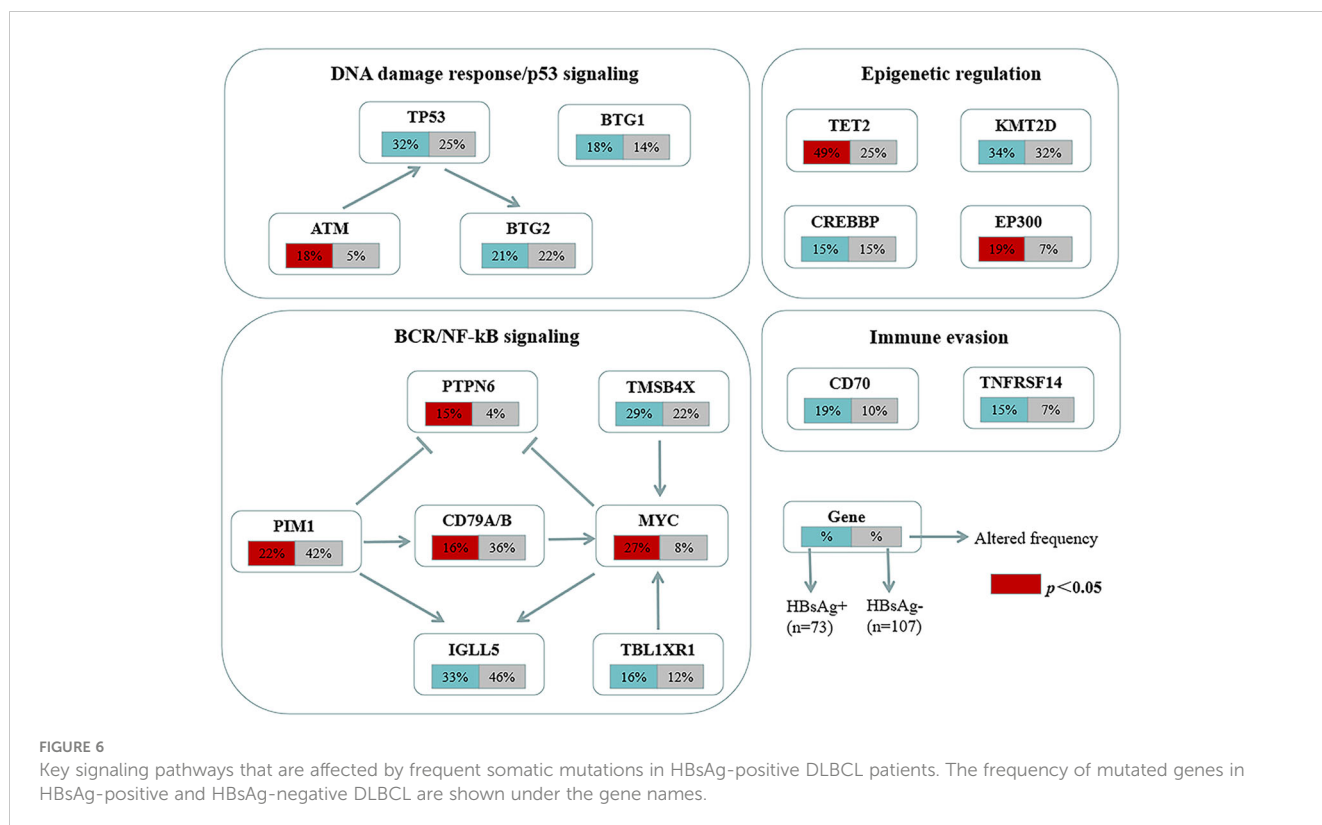 DNA damage response/p53 signaling
TP53
32% 25%
BTG1
18% 14%
ATM
18% 5%
BTG2
21% 22%
Epigenetic regulation
TET2
49% 25%
KMT2D
34% 32%
CREBBP
15% 15%
EP300
19% 7%
BCR/NF-kB signaling
PTPN6
15% 4%
TMSB4X
29% 22%
PIM1
22% 42%
CD79A/B
16% 36%
MYC
27% 8%
IGLL5
33% 46%
TBL1XR1
16% 12%
Immune evasion
CD70
19% 10%
TNFRSF14
15% 7%
Gene
% %
Altered frequency
HBsAg+
(n=73)
HBsAg-
(n=107)
p＜0.05
FIGURE 6
Key signaling pathways that are affected by frequent somatic mutations in HBsAg-positive DLBCL patients. The frequency of mutated genes in
HBsAg-positive and HBsAg-negative DLBCL are shown under the gene names.